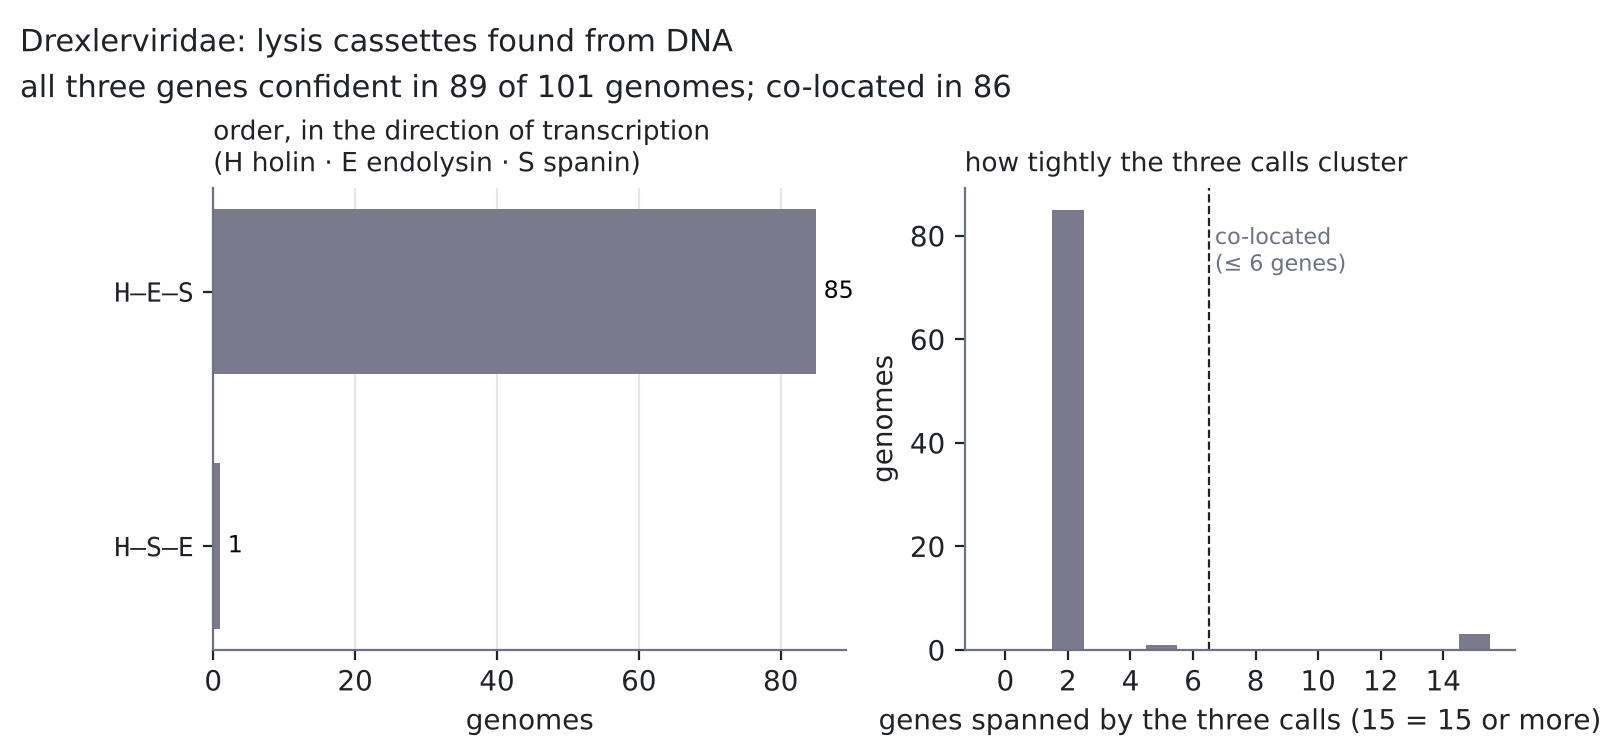 Drexlerviridae: lysis cassettes found from DNA
all three genes confident in 89 of 101 genomes; co-located in 86
order, in the direction of transcription
(H holin · E endolysin · S spanin)
H—E—S
85
H—S—E
1
0 20 40 60 80
genomes
how tightly the three calls cluster
co-located
(≤ 6 genes)
80
60
40
20
0
genomes
0 2 4 6 8 10 12 14
genes spanned by the three calls (15 = 15 or more)